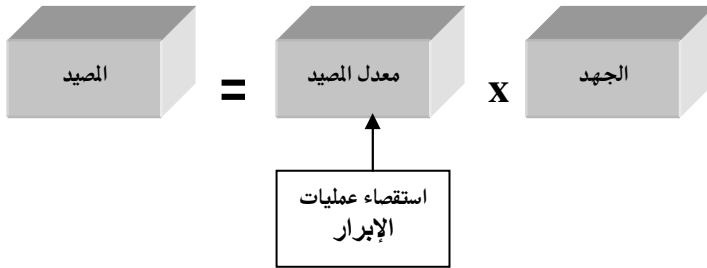 الجهد x معدل المصيد = المصيد
استقصاء عمليات
الإبرار